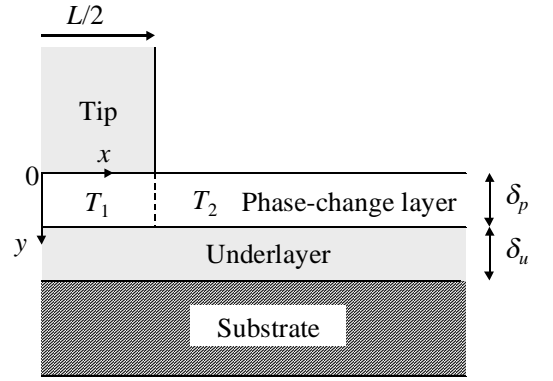 L/2
Tip
x
0
T₁ T₂ Phase-change layer δₚ
y
Underlayer δᵤ
Substrate